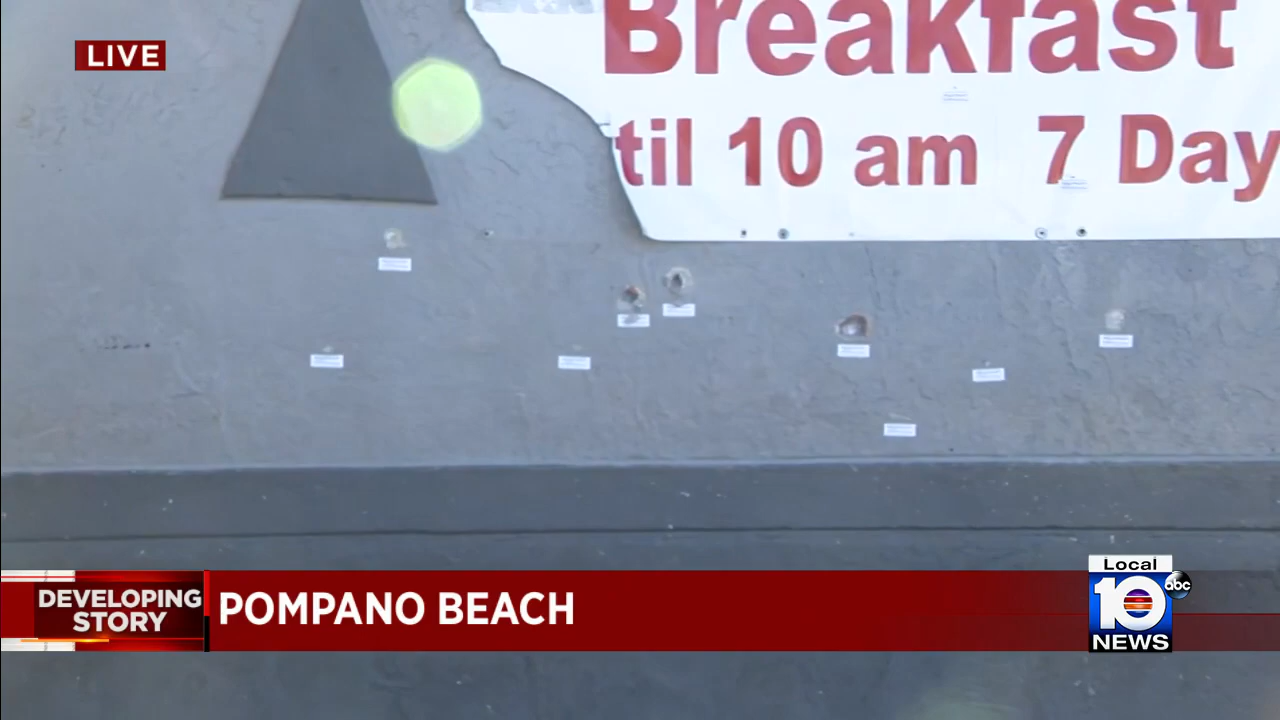 LIVE
Breakfast
til 10 am 7 Day
DEVELOPING
STORY
POMPANO BEACH
Local
10
abc
NEWS